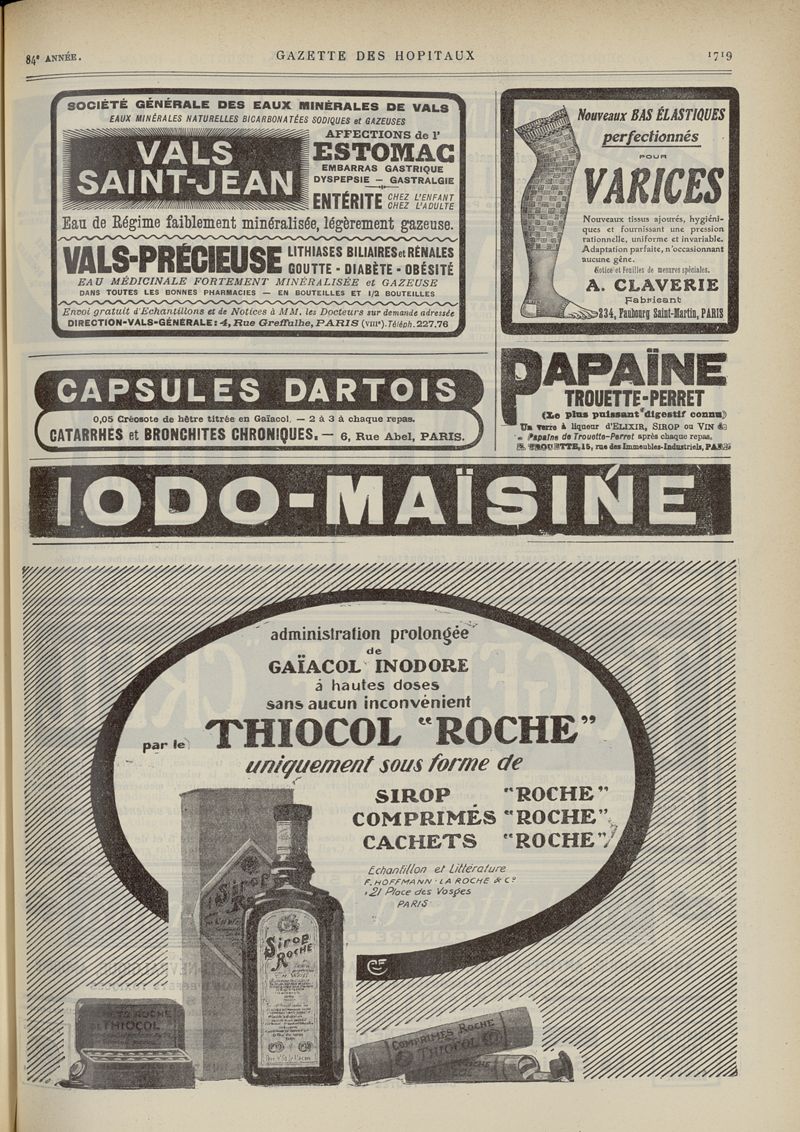 84e ANNÉE.
GAZETTE DES HOPITAUX
1719
SOCIÉTÉ GÉNÉRALE DES EAUX MINÉRALES DE VALS
EAUX MINÉRALES NATURELLES BICARBONATÉES SODIQUES et GAZEUSES
VALS
SAINT-JEAN
AFFECTIONS de l'
ESTOMAC
EMBARRAS GASTRIQUE
DYSPEPSIE — GASTRALGIE
ENTÉRITE CHEZ L'ENFANT
CHEZ L'ADULTE
Eau de Régime faiblement minéralisée, légèrement gazeuse.
VALS-PRÉCIEUSE LITHIASES BILIAIRES et RÉNALES
GOUTTE - DIABÈTE - OBÉSITÉ
EAU MÉDICINALE FORTEMENT MINÉRALISÉE et GAZEUSE
DANS TOUTES LES BONNES PHARMACIES — EN BOUTEILLES ET 1/2 BOUTEILLES
Envoi gratuit d'Echantillons et de Notices à MM. les Docteurs sur demande adressée
DIRECTION-VALS-GÉNÉRALE: 4, Rue Greffulhe, PARIS (VIIIe). Téléph. 227.76
Nouveaux BAS ÉLASTIQUES
perfectionnés
POUR
VARICES
Nouveaux tissus ajourés, hygiéni-
ques et fournissant une pression
rationnelle, uniforme et invariable.
Adaptation parfaite, n'occasionnant
aucune gêne.
Notice et Feuilles de mesures spéciales.
A. CLAVERIE
Fabricant
234, Faubourg Saint-Martin, PARIS
CAPSULES DARTOIS
0,05 Créosote de hêtre titrée en Gaïacol. — 2 à 3 à chaque repas.
CATARRHES et BRONCHITES CHRONIQUES. — 6, Rue Abel, PARIS.
PAPAÏNE
TROUETTE-PERRET
(Le plus puissant digestif connu)
Un verre à liqueur d'ELIXIR, SIROP ou VIN de
Papaïne de Trouette-Perret après chaque repas.
E. TROUETTE, 15, rue des Immeubles-Industriels, PARIS
IODO-MAÏSINE
administration prolongée
de
GAÏACOL INODORE
à hautes doses
sans aucun inconvénient
par le THIOCOL "ROCHE"
uniquement sous forme de
SIROP "ROCHE"
COMPRIMÉS "ROCHE"
CACHETS "ROCHE"
Echantillon et Littérature
F. HOFFMANN-LA ROCHE & Co
21 Place des Vosges
PARIS
Sirop
Sirop
ROCHE
ROCHE
THIOCOL
COMPRIMÉS ROCHE
THIOCOL